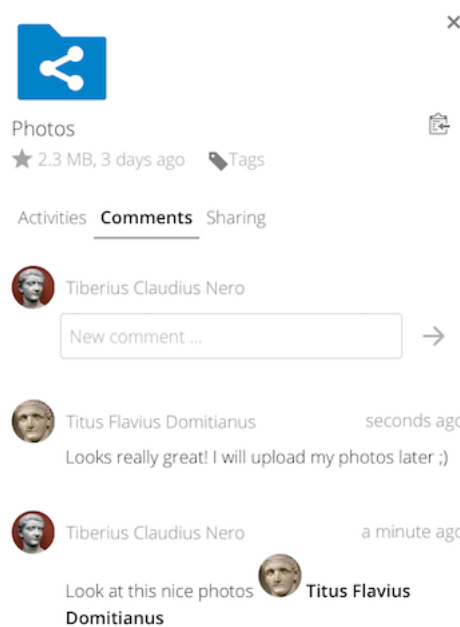 Photos
2.3 MB, 3 days ago Tags
Activities Comments Sharing
Tiberius Claudius Nero
New comment ...
Titus Flavius Domitianus seconds ago
Looks really great! I will upload my photos later ;)
Tiberius Claudius Nero a minute ago
Look at this nice photos Titus Flavius
Domitianus